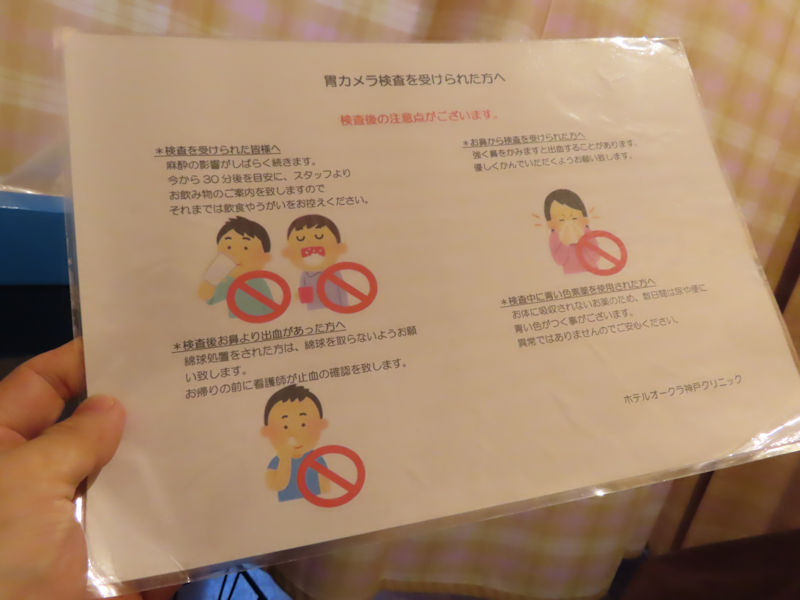 胃カメラ検査を受けられた方へ
検査後の注意点がございます。
＊検査を受けられた皆様へ
麻酔の影響がしばらく続きます。
今から30分後を目安に、スタッフより
お飲み物のご案内を致しますので
それまでは飲食やうがいをお控えください。
＊検査後お鼻より出血があった方へ
綿球処置をされた方は、綿球を取らないようお願
い致します。
お帰りの前に看護師が止血の確認を致します。
＊お鼻から検査を受けられた方へ
強く鼻をかみますと出血することがあります。
優しくかんでいただくようお願い致します。
＊検査中に青い色素薬を使用された方へ
お体に吸収されないお薬のため、数日間は尿や便に
青い色がつく事がございます。
異常ではありませんのでご安心ください、
ホテルオークラ神戸クリニック